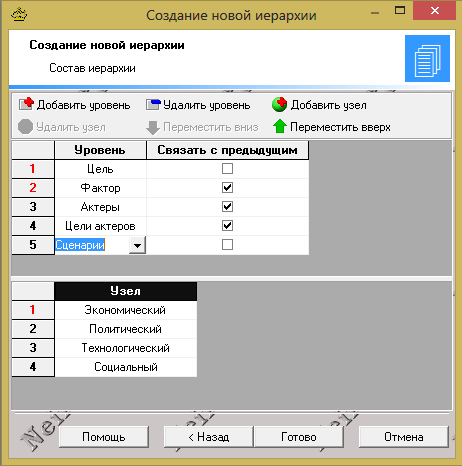 Создание новой иерархии
Создание новой иерархии
Состав иерархии
Добавить уровень Удалить уровень Добавить узел
Удалить узел Переместить вниз Переместить вверх
Уровень Связать с предыдущим
1 Цель
2 Фактор
3 Актеры
4 Цели актеров
5 Сценарии
Узел
1 Экономический
2 Политический
3 Технологический
4 Социальный
Помощь < Назад Готово Отмена